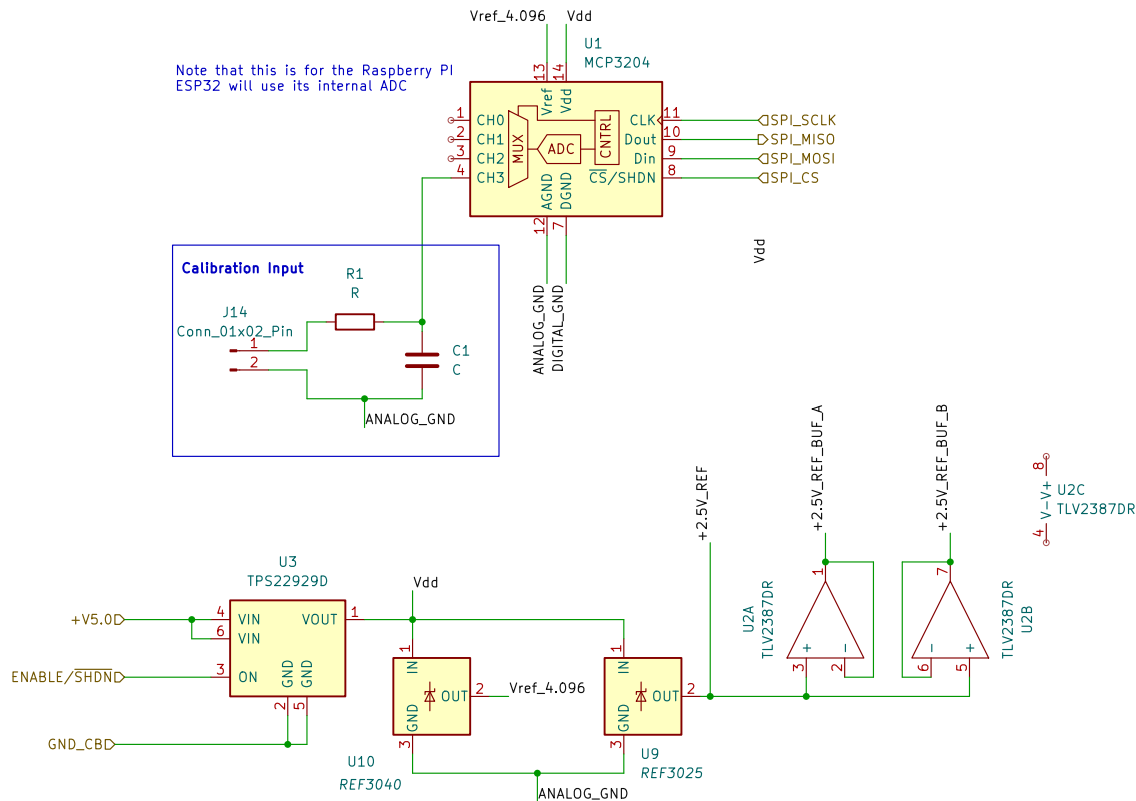 Vref_4.096
Vdd
U1
MCP3204
Note that this is for the Raspberry PI
ESP32 will use its internal ADC
13
14
Vref
Vdd
1
CH0
2
CH1
3
CH2
4
CH3
MUX
ADC
CNTRL
CLK
11
SPI_SCLK
Dout
10
SPI_MISO
Din
9
SPI_MOSI
CS/SHDN
8
SPI_CS
AGND
DGND
12
7
ANALOG_GND
DIGITAL_GND
Vdd
Calibration Input
R1
R
J14
Conn_01x02_Pin
1
2
C1
C
ANALOG_GND
+2.5V_REF
+2.5V_REF_BUF_A
+2.5V_REF_BUF_B
8
V+
V-
4
U2C
TLV2387DR
U3
TPS22929D
+V5.0
4
VIN
6
VIN
ENABLE/SHDN
3
ON
GND
GND
2
5
VOUT
1
GND_CB
Vdd
1
IN
OUT
2
GND
3
Vref_4.096
U10
REF3040
1
IN
OUT
2
GND
3
U9
REF3025
ANALOG_GND
U2A
TLV2387DR
1
+
-
3
2
7
-
+
6
5
TLV2387DR
U2B